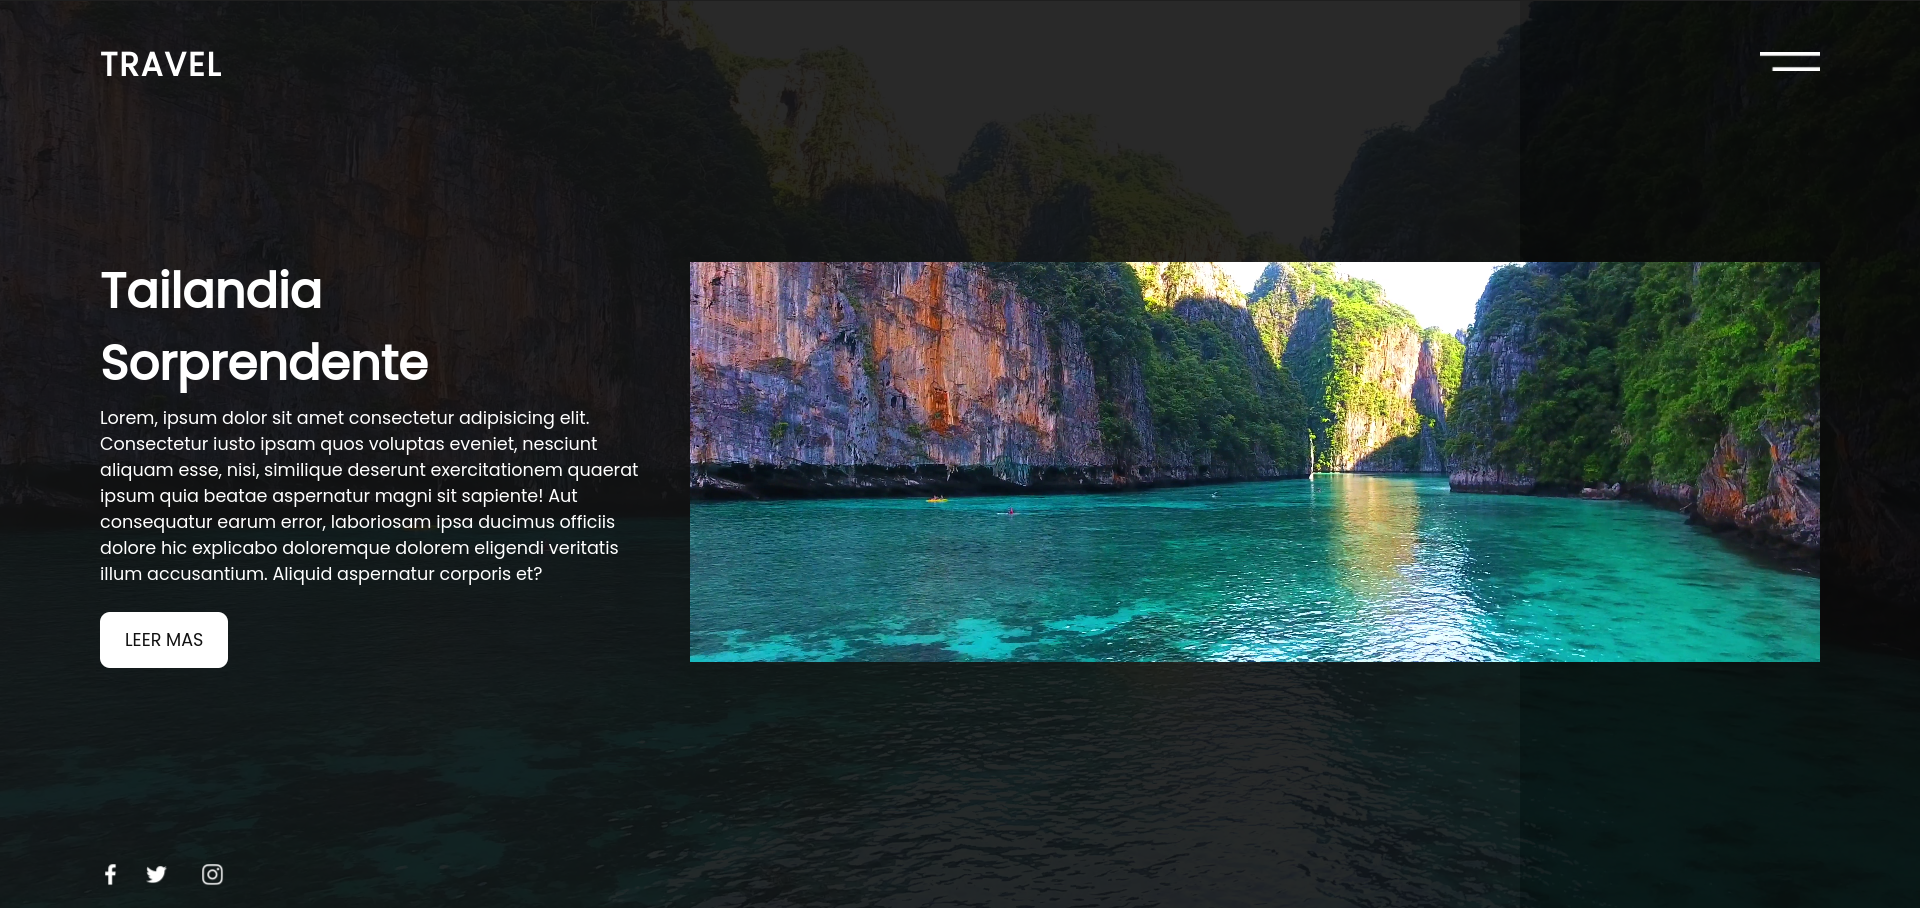 TRAVEL
Tailandia
Sorprendente
Lorem, ipsum dolor sit amet consectetur adipisicing elit.
Consectetur iusto ipsam quos voluptas eveniet, nesciunt
aliquam esse, nisi, similique deserunt exercitationem quaerat
ipsum quia beatae aspernatur magni sit sapiente! Aut
consequatur earum error, laboriosam ipsa ducimus officiis
dolore hic explicabo doloremque dolorem eligendi veritatis
illum accusantium. Aliquid aspernatur corporis et?
LEER MAS